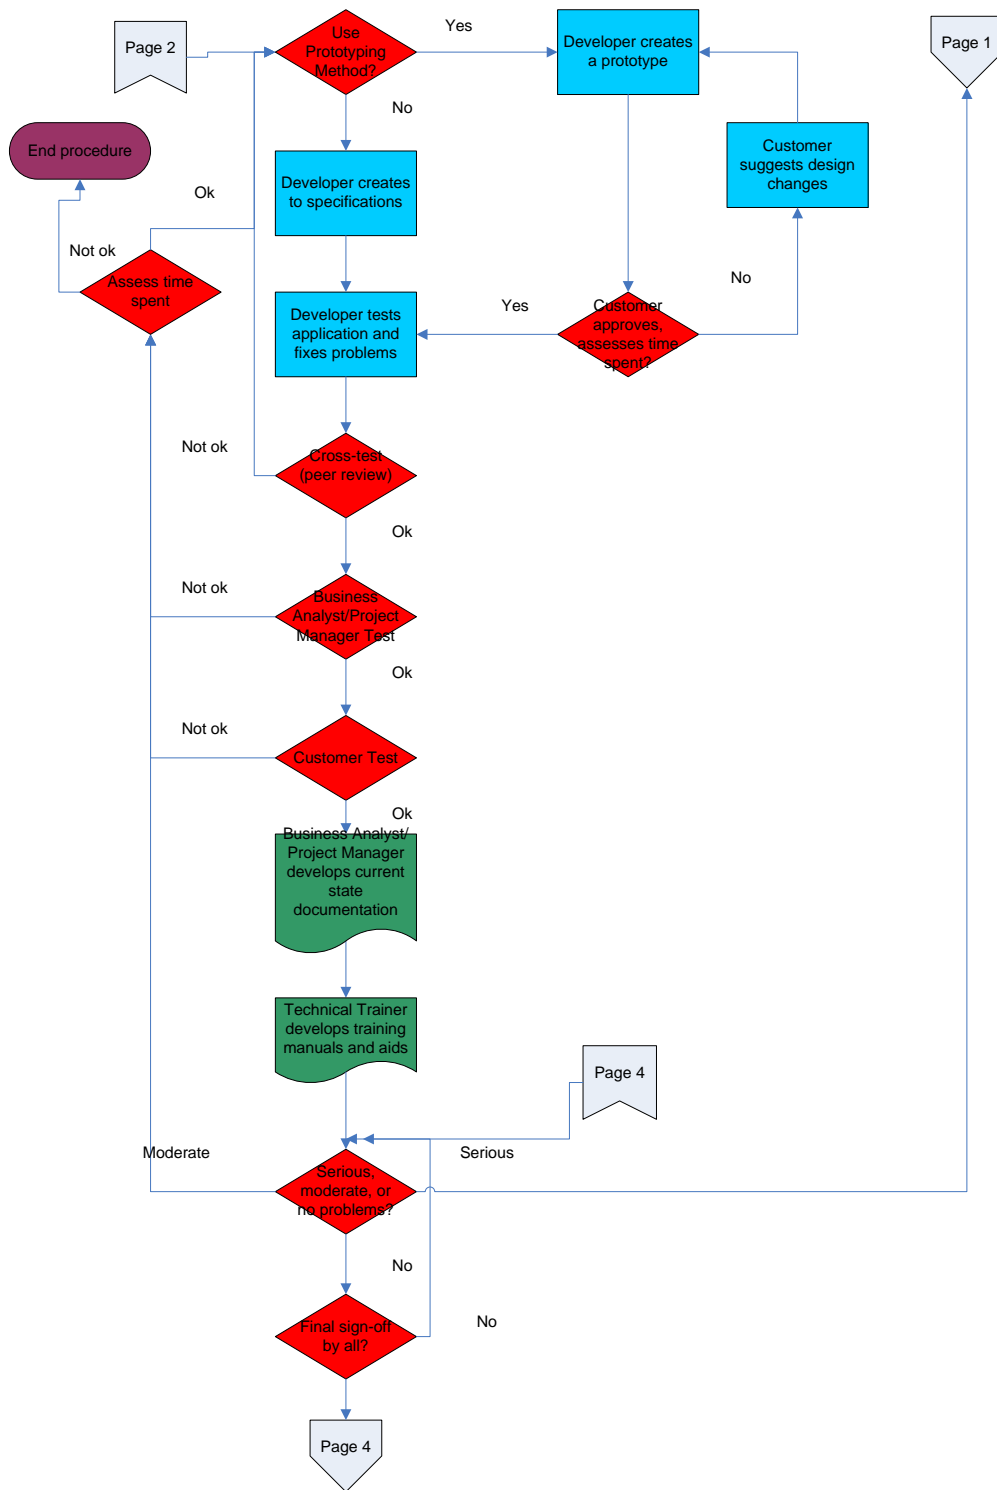 Use
Prototyping
Method?
Yes
Developer creates
a prototype
Page 1
Page 2
No
End procedure
Customer
suggests design
changes
Developer creates
to specifications
Ok
Not ok
Assess time
spent
No
Developer tests
application and
fixes problems
Yes
Customer
approves,
assesses time
spent?
Not ok
Cross-test
(peer review)
Ok
Not ok
Business
Analyst/Project
Manager Test
Ok
Not ok
Customer Test
Ok
Business Analyst/
Project Manager
develops current
state
documentation
Technical Trainer
develops training
manuals and aids
Page 4
Moderate
Serious
Serious,
moderate, or
no problems?
No
Final sign-off
by all?
No
Page 4